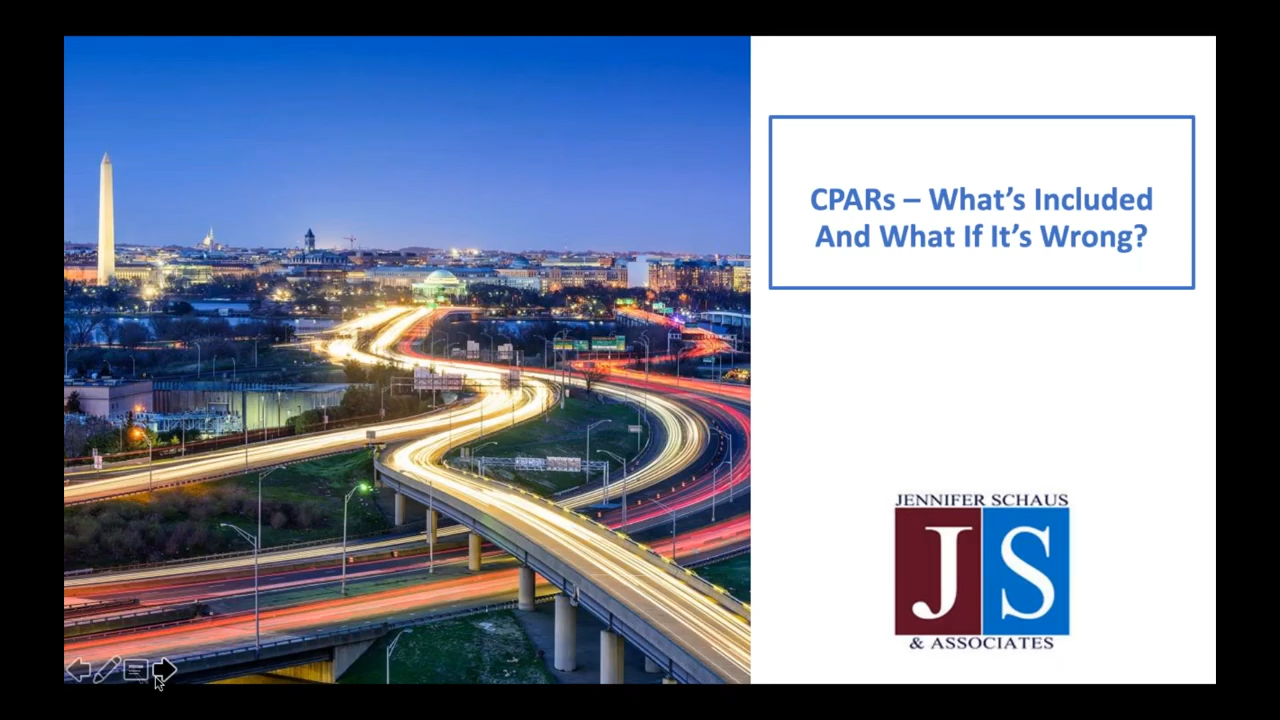 CPARs – What’s Included
And What If It’s Wrong?
JENNIFER SCHAUS
JS
& ASSOCIATES